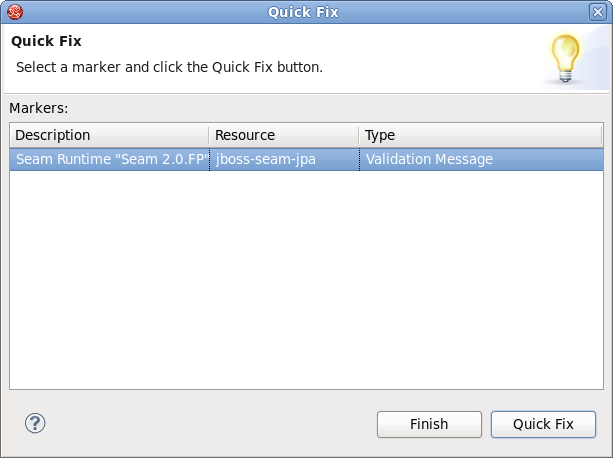 Quick Fix
Quick Fix
Select a marker and click the Quick Fix button.
Markers:
Description Resource Type
Seam Runtime "Seam 2.0.FP" jboss-seam-jpa Validation Message
? Finish Quick Fix